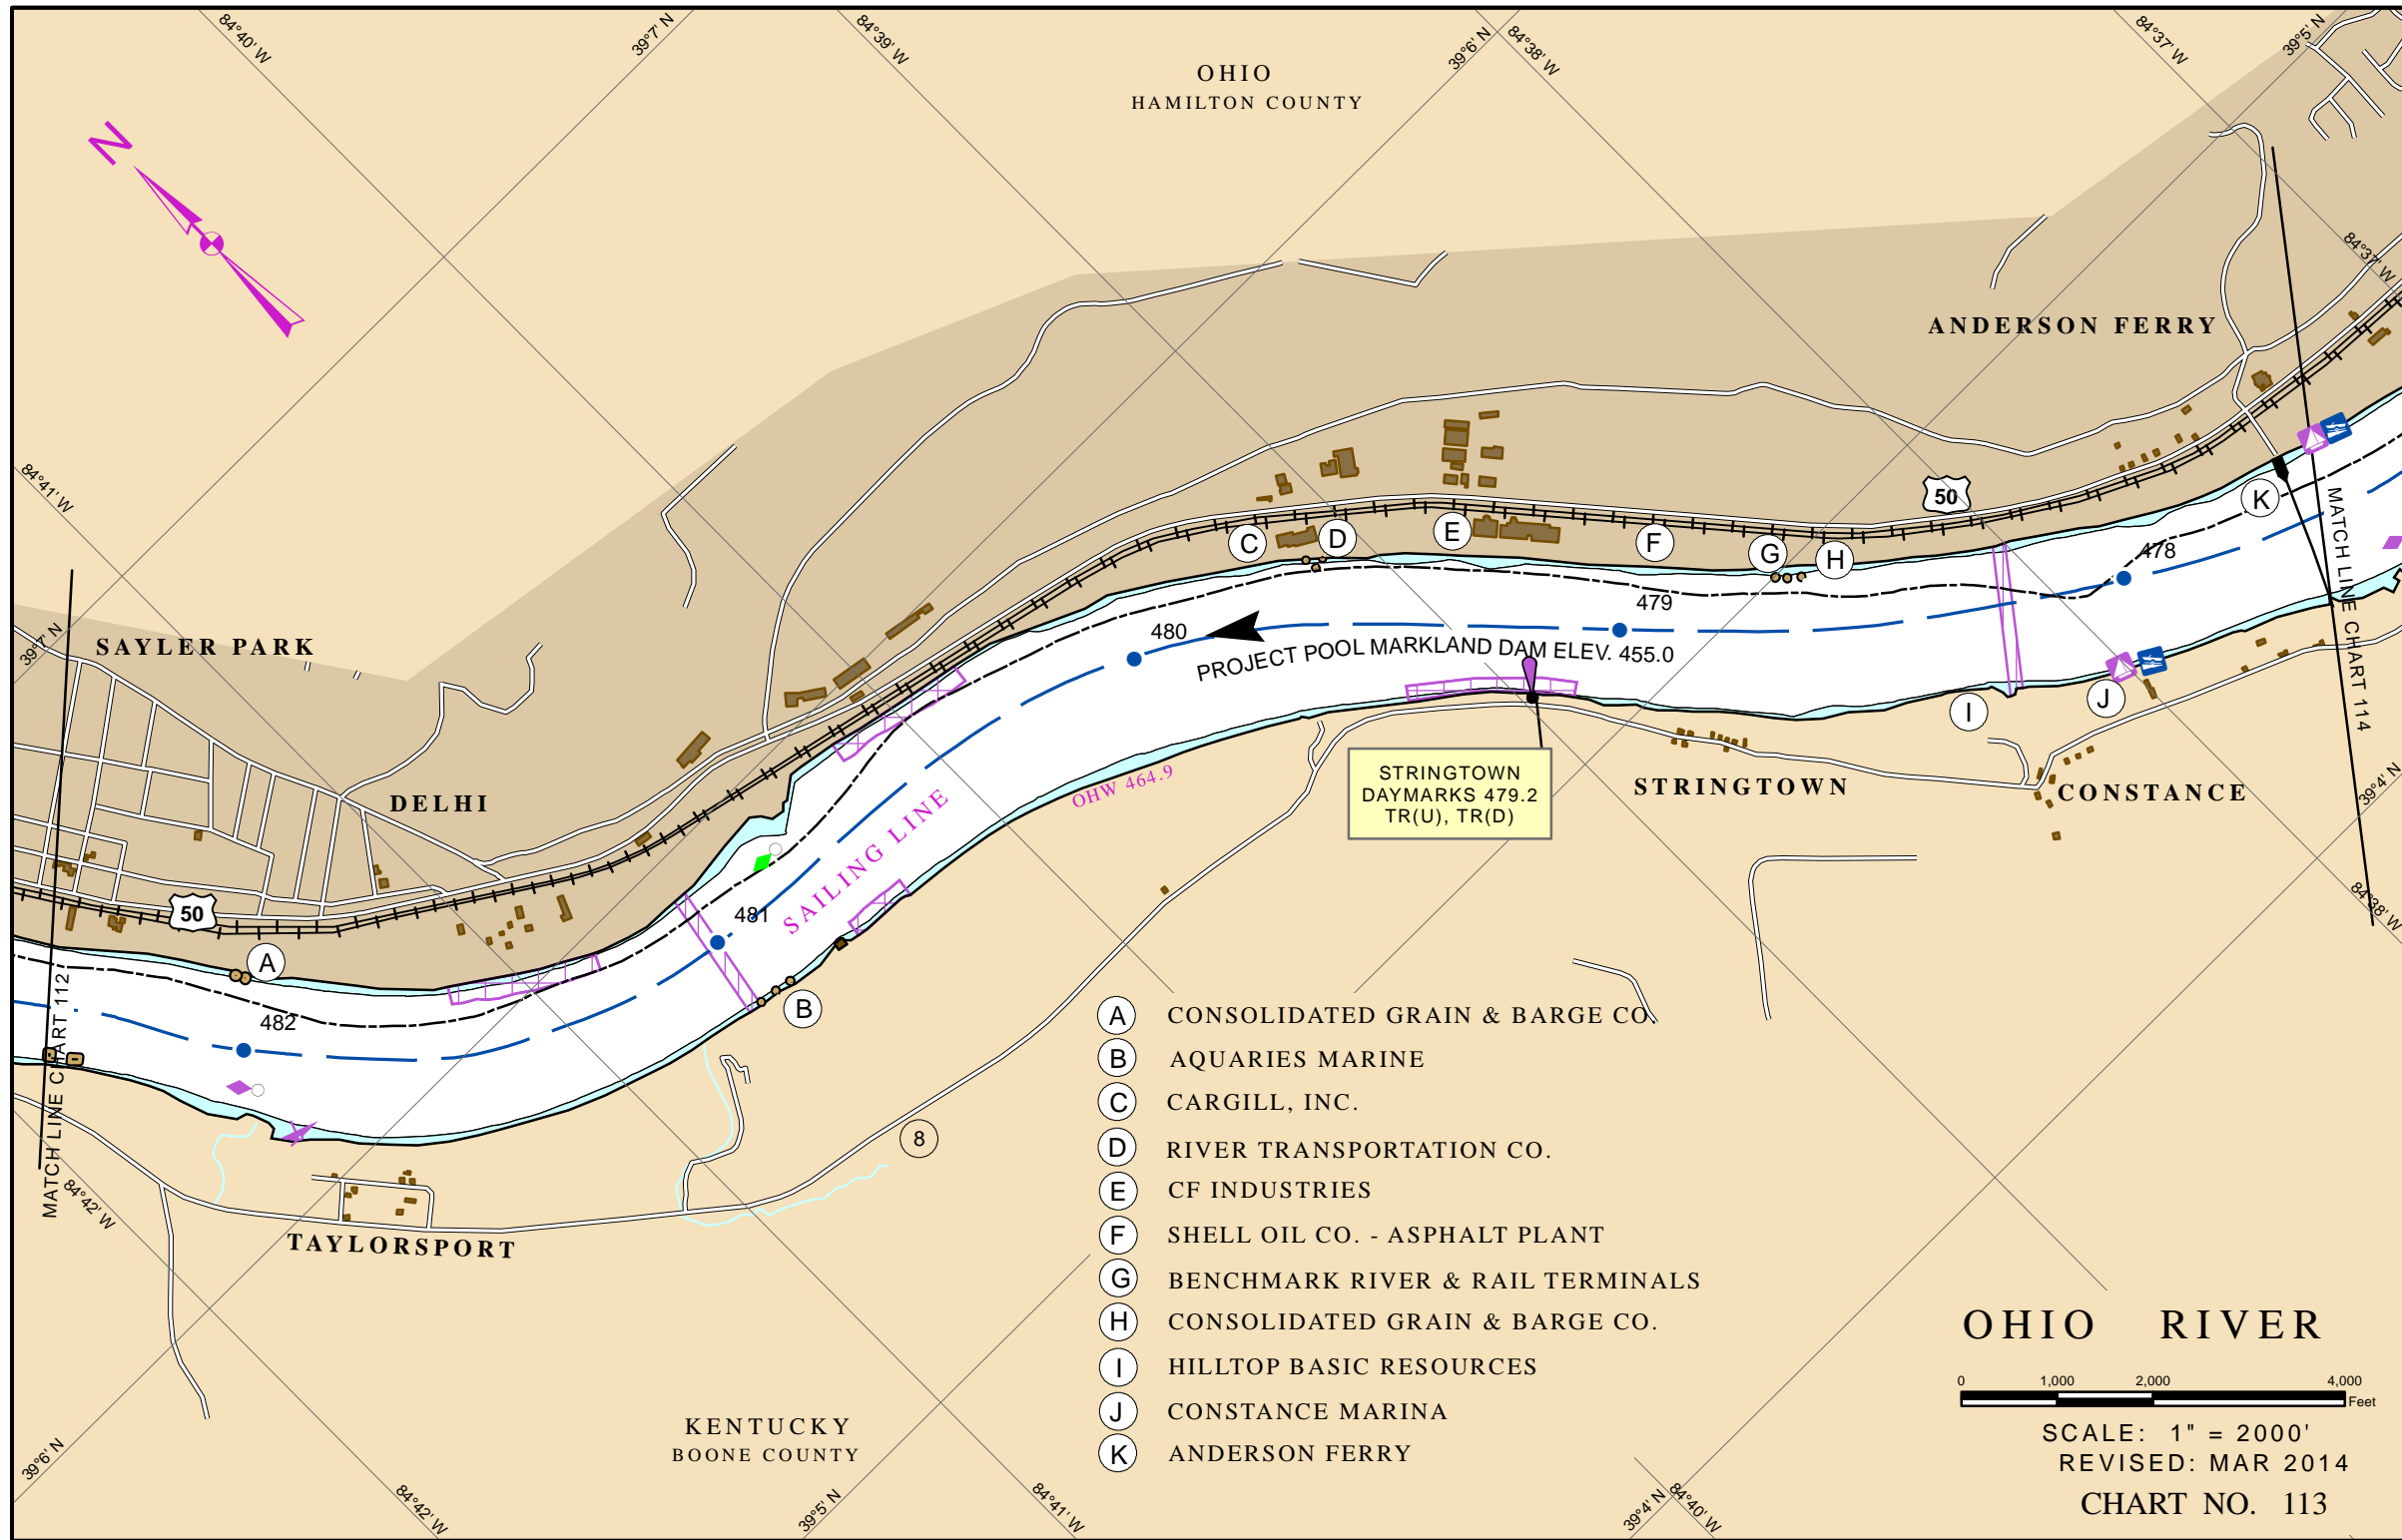 84°40' W
39°7' N
84°39' W
39°6' N
84°38' W
84°37' W
39°5' N
OHIO
HAMILTON COUNTY
N
84°37' W
ANDERSON FERRY
84°41' W
50
K
MATCH LINE CHART 114
C
D
E
F
G
H
478
479
480
39°7' N
SAYLER PARK
PROJECT POOL MARKLAND DAM ELEV. 455.0
I
J
STRINGTOWN
DAYMARKS 479.2
TR(U), TR(D)
STRINGTOWN
CONSTANCE
39°4' N
OHW 464.9
DELHI
SAILING LINE
84°38' W
50
481
A
482
B
MATCH LINE CHART 112
8
84°42' W
TAYLORSPORT
A CONSOLIDATED GRAIN & BARGE CO.
B AQUARIES MARINE
C CARGILL, INC.
D RIVER TRANSPORTATION CO.
E CF INDUSTRIES
F SHELL OIL CO. - ASPHALT PLANT
G BENCHMARK RIVER & RAIL TERMINALS
H CONSOLIDATED GRAIN & BARGE CO.
I HILLTOP BASIC RESOURCES
J CONSTANCE MARINA
K ANDERSON FERRY
KENTUCKY
BOONE COUNTY
39°6' N
84°42' W
39°5' N
84°41' W
39°4' N
84°40' W
OHIO RIVER
0 1,000 2,000 4,000
Feet
SCALE: 1" = 2000'
REVISED: MAR 2014
CHART NO. 113